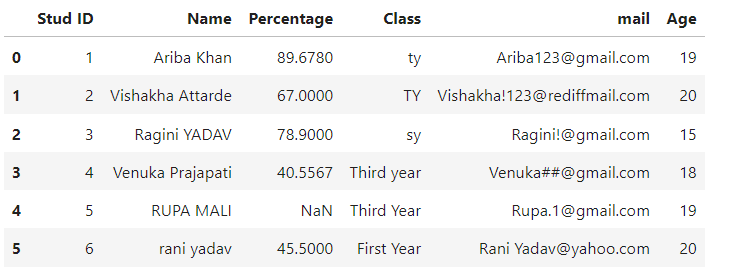 Stud ID Name Percentage Class mail Age
0 1 Ariba Khan 89.6780 ty Ariba123@gmail.com 19
1 2 Vishakha Attarde 67.0000 TY Vishakha!123@rediffmail.com 20
2 3 Ragini YADAV 78.9000 sy Ragini!@gmail.com 15
3 4 Venuka Prajapati 40.5567 Third year Venuka##@gmail.com 18
4 5 RUPA MALI NaN Third Year Rupa.1@gmail.com 19
5 6 rani yadav 45.5000 First Year Rani Yadav@yahoo.com 20